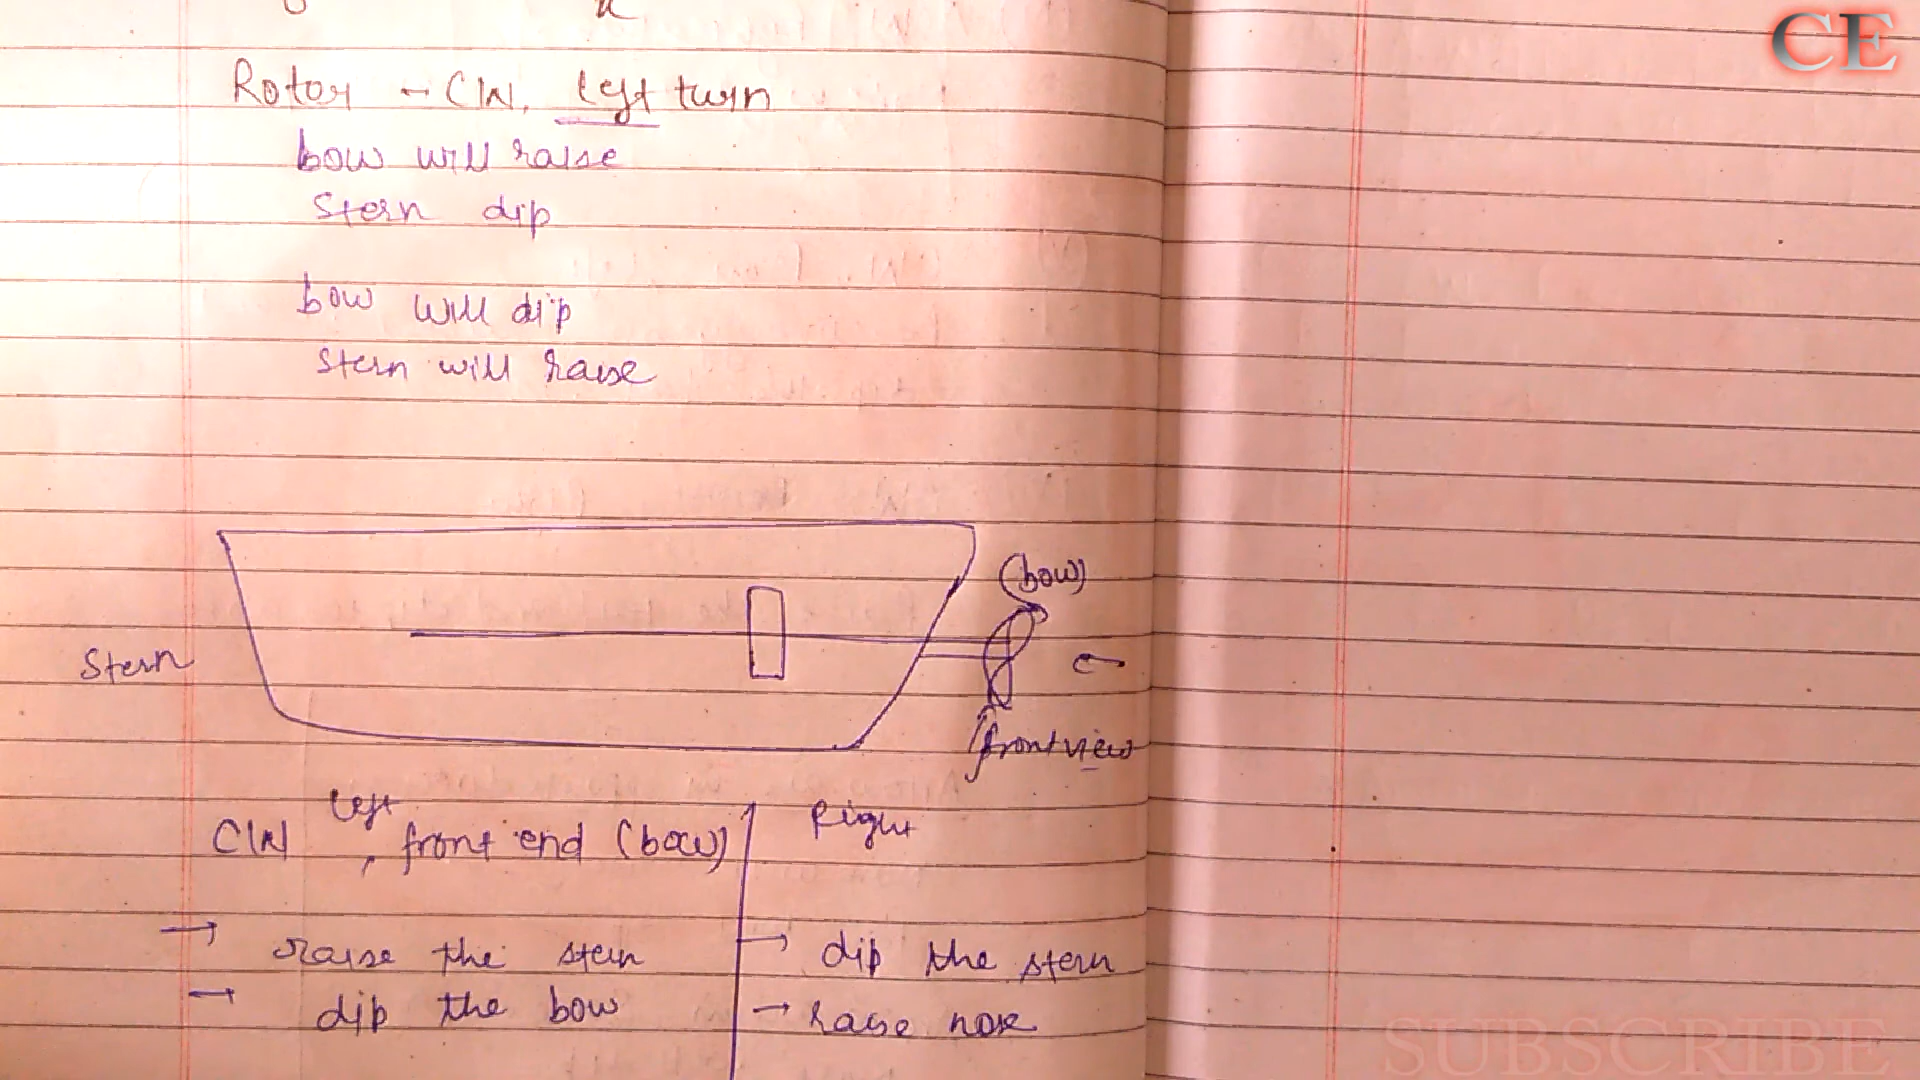 CE
Rotor - CW, Left turn
bow will raise
Stern dip
bow will dip
Stern will raise
(bow)
Stern
front view
Left Right
CW, front end (bow)
→ raise the stern → dip the stern
→ dip the bow → raise nose
SUBSCRIBE